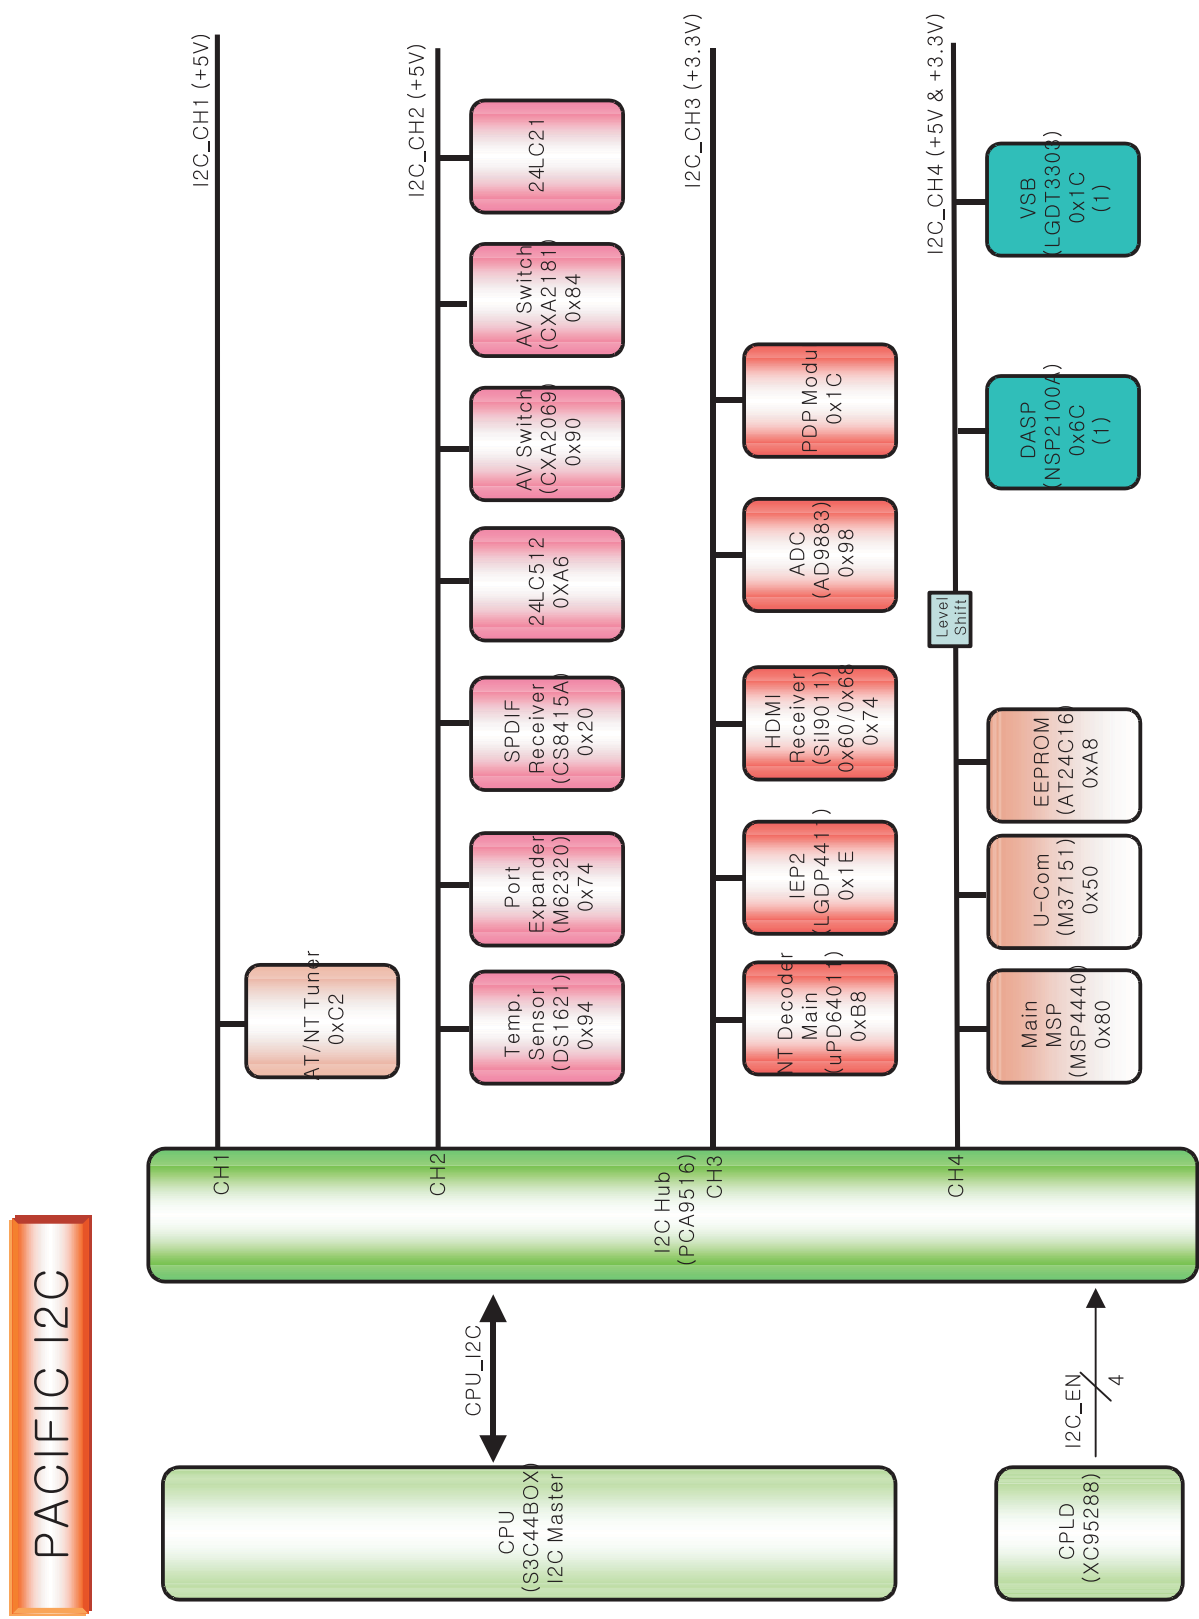 PACIFIC I2C
CPU
(S3C44BOX)
I2C Master
CPU_I2C
CPLD
(XC95288)
I2C_EN
4
I2C Hub
(PCA9516)
CH1
CH2
CH3
CH4
I2C_CH1 (+5V)
AT/NT Tuner
0xC2
I2C_CH2 (+5V)
Temp.
Sensor
(DS1621)
0x94
Port
Expander
(M62320)
0x74
SPDIF
Receiver
(CS8415A)
0x20
24LC512
0XA6
AV Switch
(CXA2069)
0x90
AV Switch
(CXA2181)
0x84
24LC21
I2C_CH3 (+3.3V)
NT Decoder
Main
(uPD64011)
0xB8
IEP2
(LGDP4411)
0x1E
HDMI
Receiver
(SiI9011)
0x60/0x68
0x74
ADC
(AD9883)
0x98
PDP Modu
0x1C
I2C_CH4 (+5V & +3.3V)
Main
MSP
(MSP4440)
0x80
U-Com
(M37151)
0x50
EEPROM
(AT24C16)
0xA8
Level
Shift
DASP
(NSP2100A)
0x6C
(1)
VSB
(LGDT3303)
0x1C
(1)